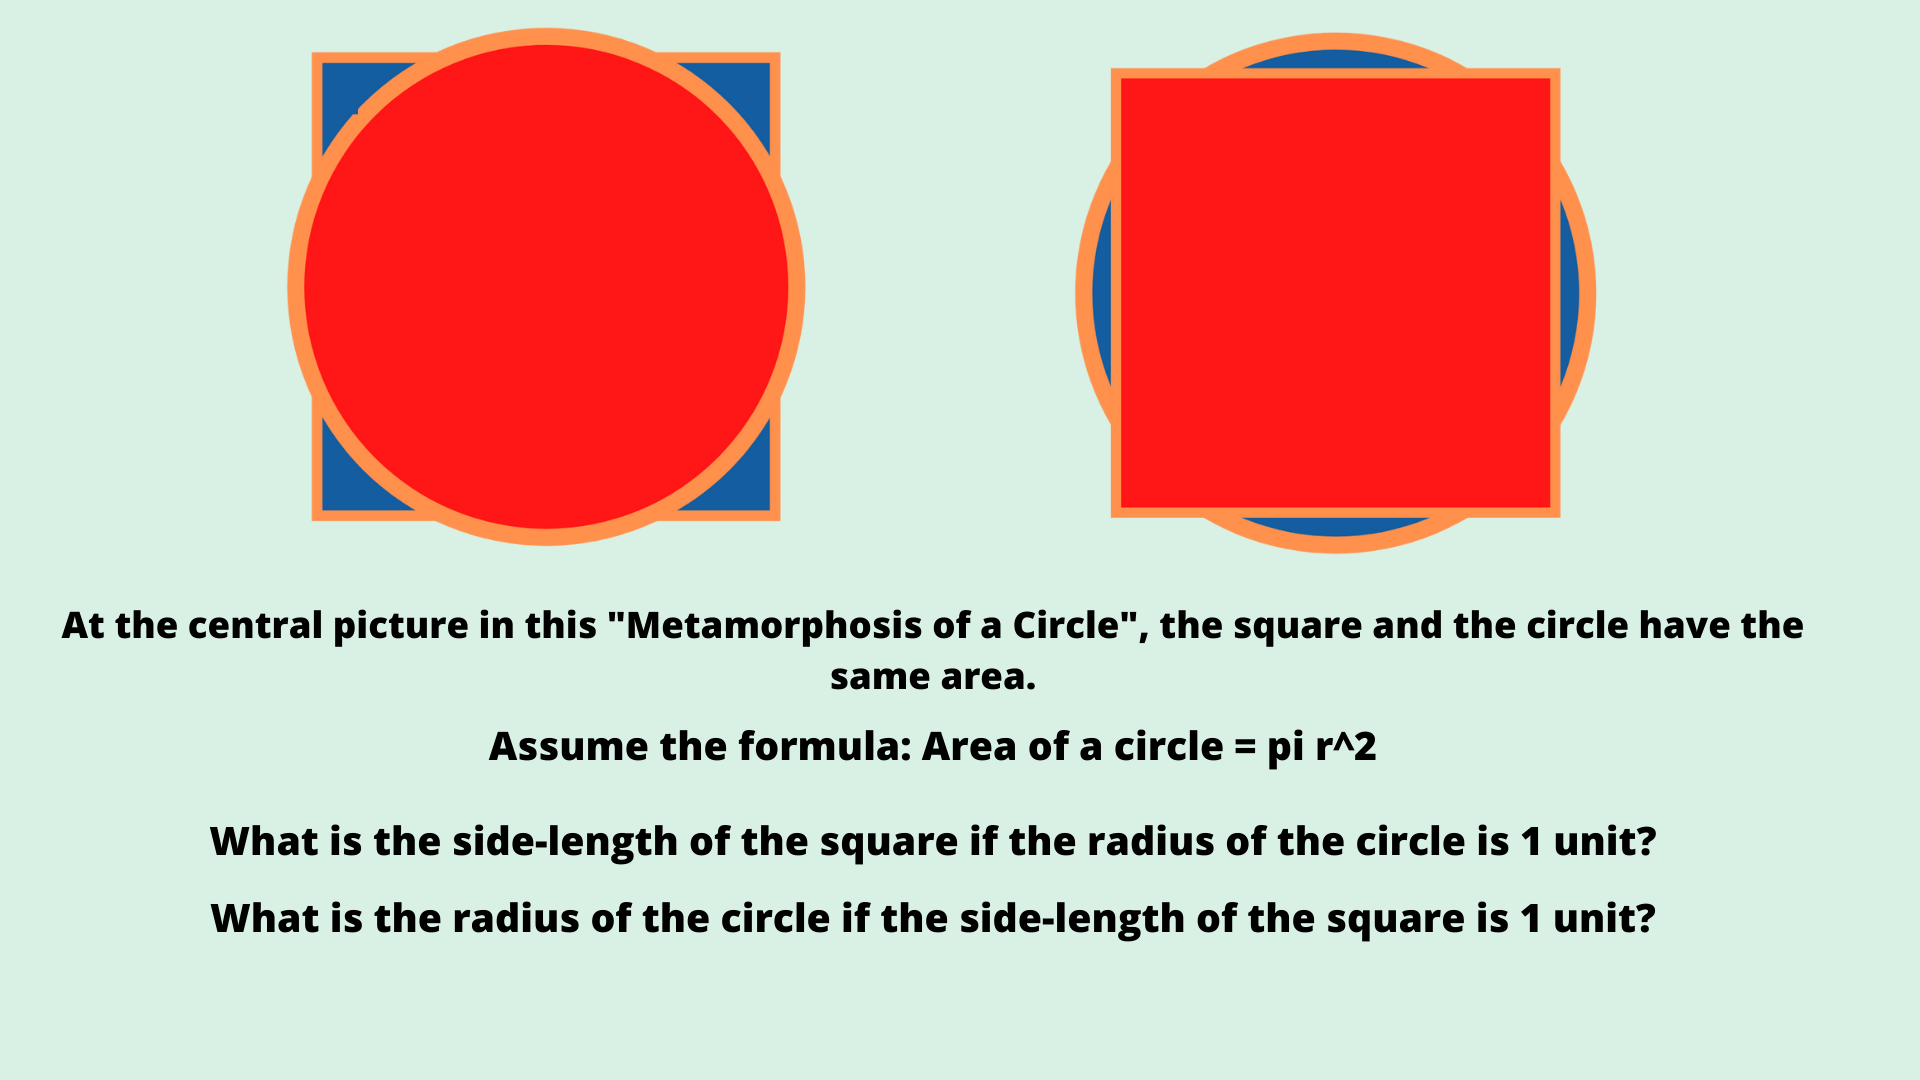 At the central picture in this "Metamorphosis of a Circle", the square and the circle have the
same area.
Assume the formula: Area of a circle = pi r^2
What is the side-length of the square if the radius of the circle is 1 unit?
What is the radius of the circle if the side-length of the square is 1 unit?